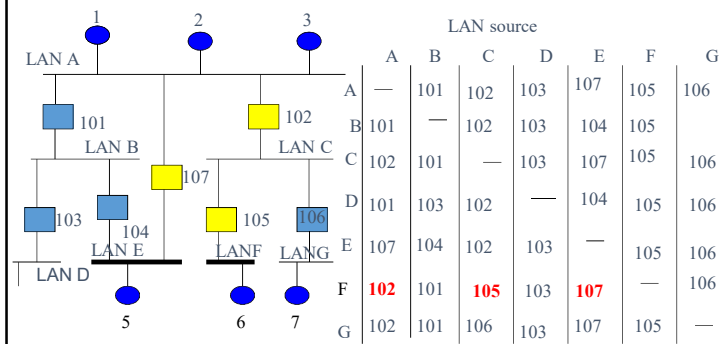 1
2
3
LAN A
101
102
LAN B
LAN C
107
103
104
105
106
LAN E
LANF
LANG
LAN D
5
6
7
LAN source
A B C D E F G
A — 101 102 103 107 105 106
B 101 — 102 103 104 105
C 102 101 — 103 107 105 106
D 101 103 102 — 104 105 106
E 107 104 102 103 — 105 106
F 102 101 105 103 107 — 106
G 102 101 106 103 107 105 —